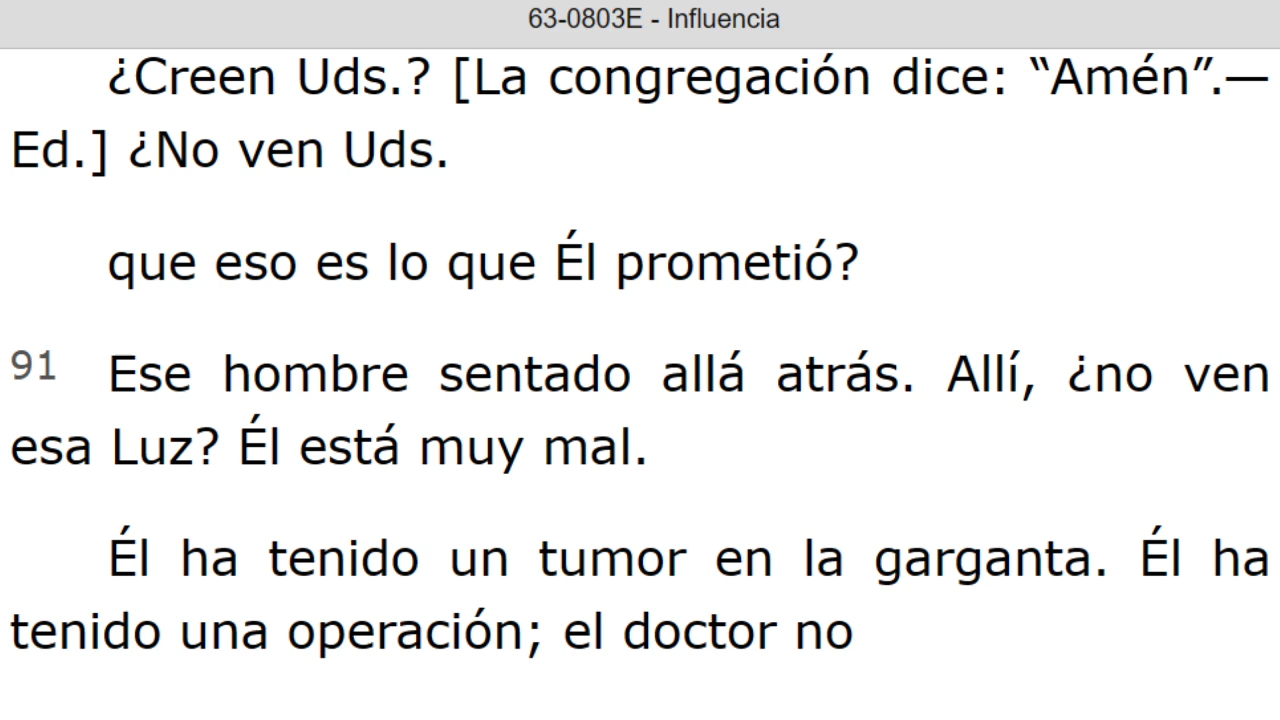 63-0803E - Influencia
¿Creen Uds.? [La congregación dice: “Amén”.—
Ed.] ¿No ven Uds.
que eso es lo que Él prometió?
91 Ese hombre sentado allá atrás. Allí, ¿no ven
esa Luz? Él está muy mal.
Él ha tenido un tumor en la garganta. Él ha
tenido una operación; el doctor no